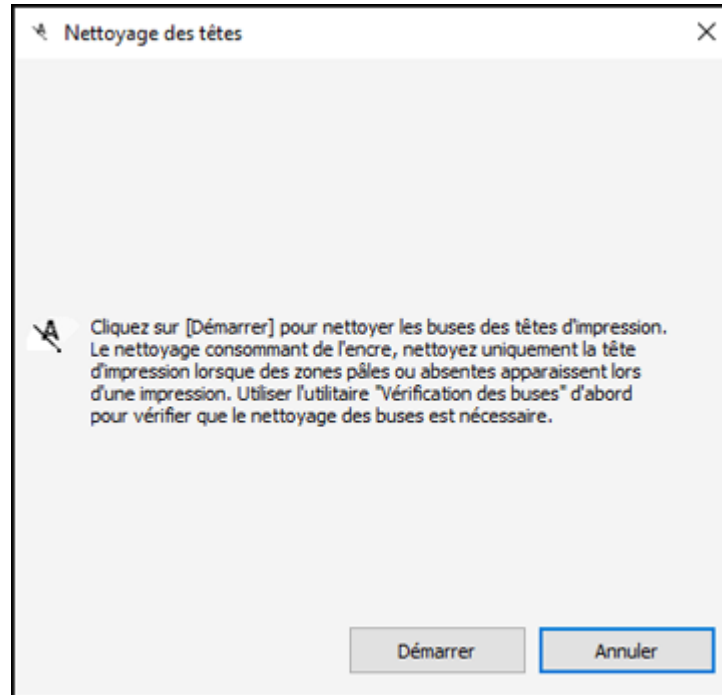 Nettoyage des têtes
Cliquez sur [Démarrer] pour nettoyer les buses des têtes d'impression.
Le nettoyage consommant de l'encre, nettoyez uniquement la tête
d'impression lorsque des zones pâles ou absentes apparaissent lors
d'une impression. Utiliser l'utilitaire "Vérification des buses" d'abord
pour vérifier que le nettoyage des buses est nécessaire.
Démarrer
Annuler